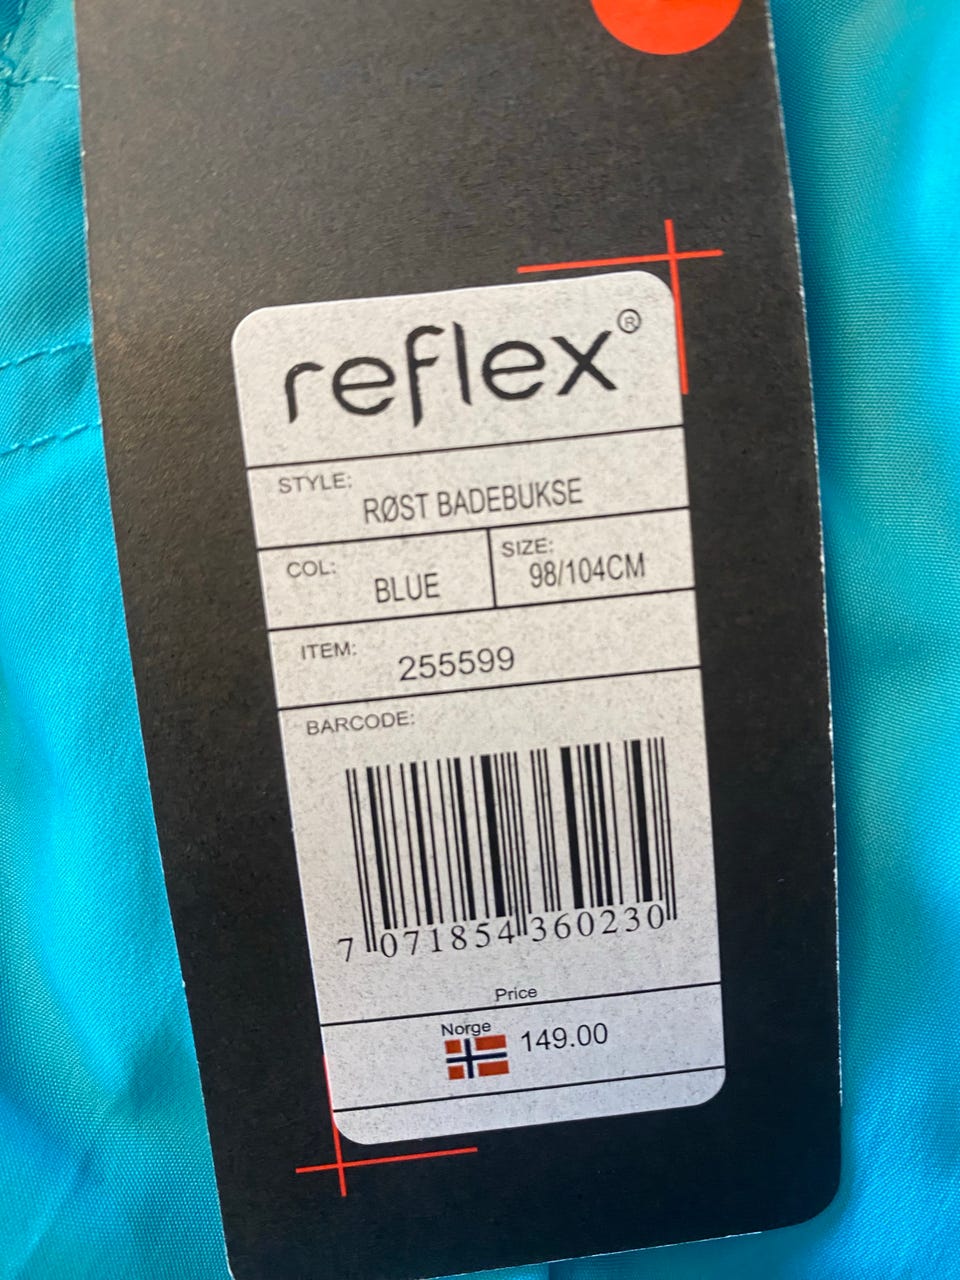 reflex®
STYLE:
RØST BADEBUKSE
COL:
BLUE
SIZE:
98/104CM
ITEM:
255599
BARCODE:
7 071854 360230
Price
Norge
149.00